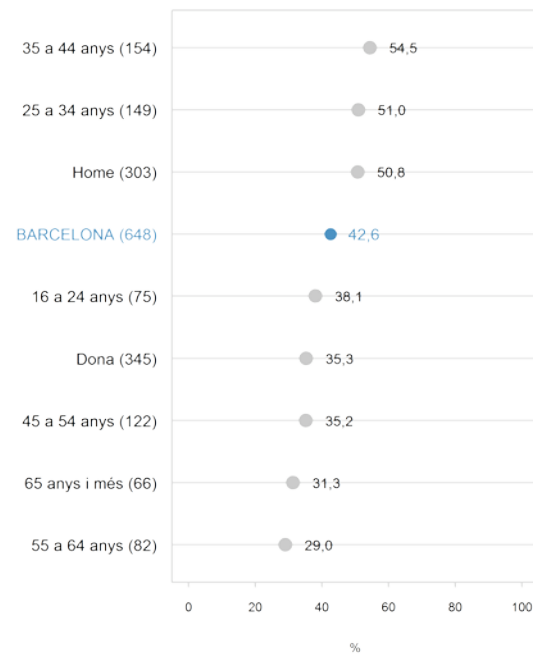 35 a 44 anys (154) 54,5
25 a 34 anys (149) 51,0
Home (303) 50,8
BARCELONA (648) 42,6
16 a 24 anys (75) 38,1
Dona (345) 35,3
45 a 54 anys (122) 35,2
65 anys i més (66) 31,3
55 a 64 anys (82) 29,0
0 20 40 60 80 100
%